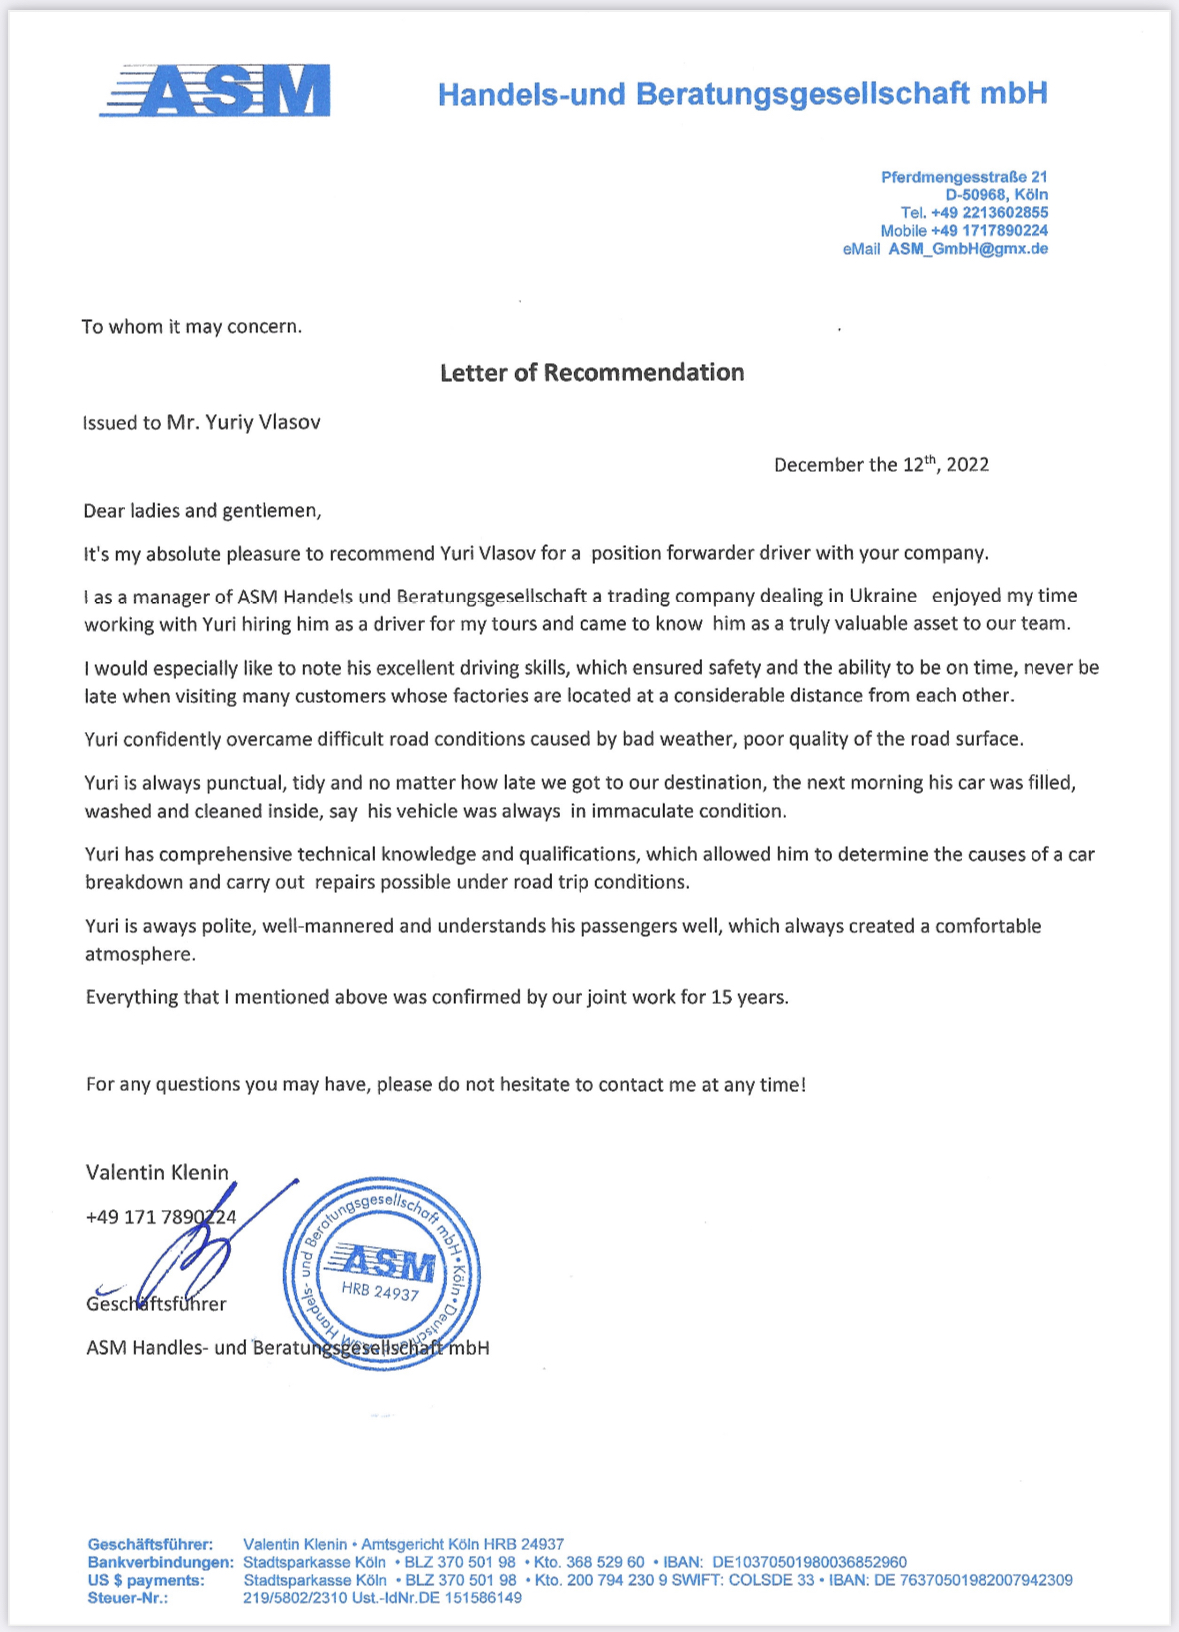 ASM
Handels-und Beratungsgesellschaft mbH
Pferdmengesstraße 21
D-50968, Köln
Tel. +49 2213602855
Mobile +49 1717890224
eMail ASM_GmbH@gmx.de
To whom it may concern.
Letter of Recommendation
Issued to Mr. Yuriy Vlasov
December the 12th, 2022
Dear ladies and gentlemen,
It's my absolute pleasure to recommend Yuri Vlasov for a position forwarder driver with your company.
I as a manager of ASM Handels und Beratungsgesellschaft a trading company dealing in Ukraine enjoyed my time
working with Yuri hiring him as a driver for my tours and came to know him as a truly valuable asset to our team.
I would especially like to note his excellent driving skills, which ensured safety and the ability to be on time, never be
late when visiting many customers whose factories are located at a considerable distance from each other.
Yuri confidently overcame difficult road conditions caused by bad weather, poor quality of the road surface.
Yuri is always punctual, tidy and no matter how late we got to our destination, the next morning his car was filled,
washed and cleaned inside, say his vehicle was always in immaculate condition.
Yuri has comprehensive technical knowledge and qualifications, which allowed him to determine the causes of a car
breakdown and carry out repairs possible under road trip conditions.
Yuri is aways polite, well-mannered and understands his passengers well, which always created a comfortable
atmosphere.
Everything that I mentioned above was confirmed by our joint work for 15 years.
For any questions you may have, please do not hesitate to contact me at any time!
Valentin Klenin
+49 171 7890224
Geschäftsführer
ASM Handles- und Beratungsgesellschaft mbH
ASM Handels- und Beratungsgesellschaft mbH • Köln • Deutschland
ASM
HRB 24937
Geschäftsführer: Valentin Klenin • Amtsgericht Köln HRB 24937
Bankverbindungen: Stadtsparkasse Köln • BLZ 370 501 98 • Kto. 368 529 60 • IBAN: DE10370501980036852960
US $ payments: Stadtsparkasse Köln • BLZ 370 501 98 • Kto. 200 794 230 9 SWIFT: COLSDE 33 • IBAN: DE 76370501982007942309
Steuer-Nr.: 219/5802/2310 Ust.-IdNr.DE 151586149